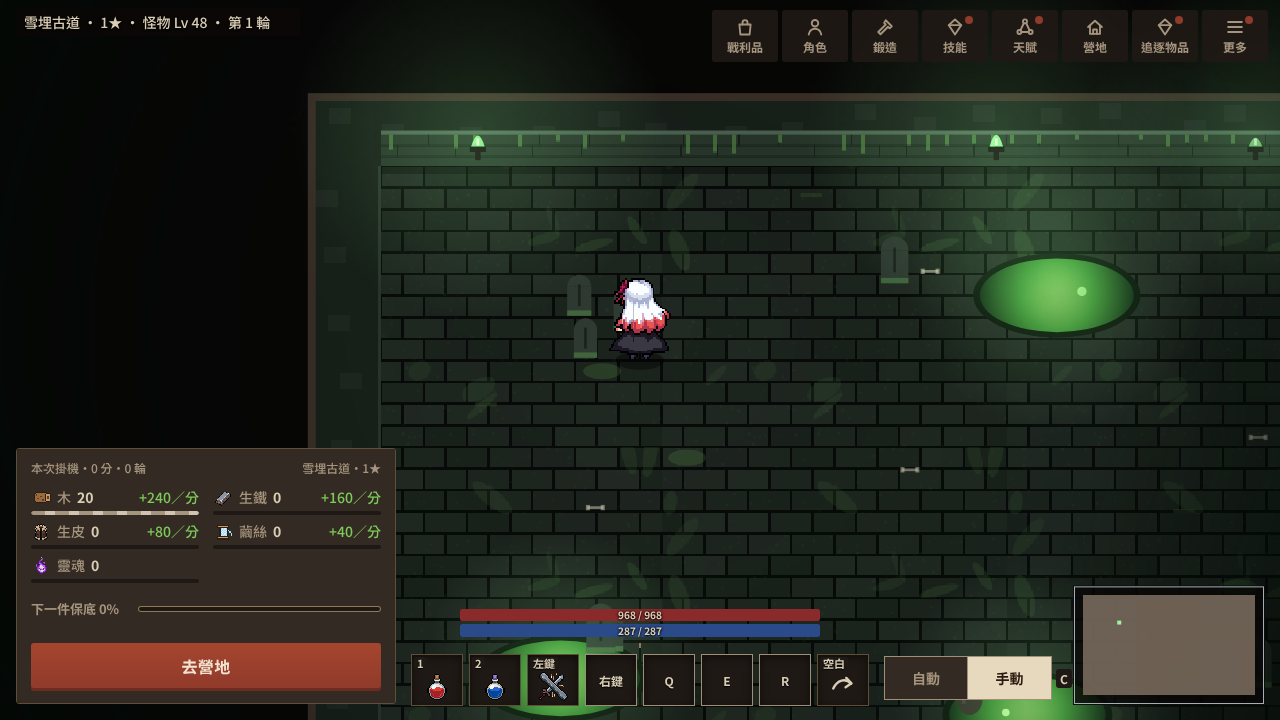 雪埋古道 • 1★ • 怪物 Lv 48 • 第 1 輪
戰利品
角色
鍛造
技能
天賦
營地
追逐物品
更多
本次掛機・0 分・0 輪
雪埋古道・1★
木 20 +240／分
生鐵 0 +160／分
生皮 0 +80／分
繭絲 0 +40／分
靈魂 0
下一件保底 0%
去營地
968 / 968
287 / 287
1
2
左鍵
右鍵
Q
E
R
空白
自動
手動
C